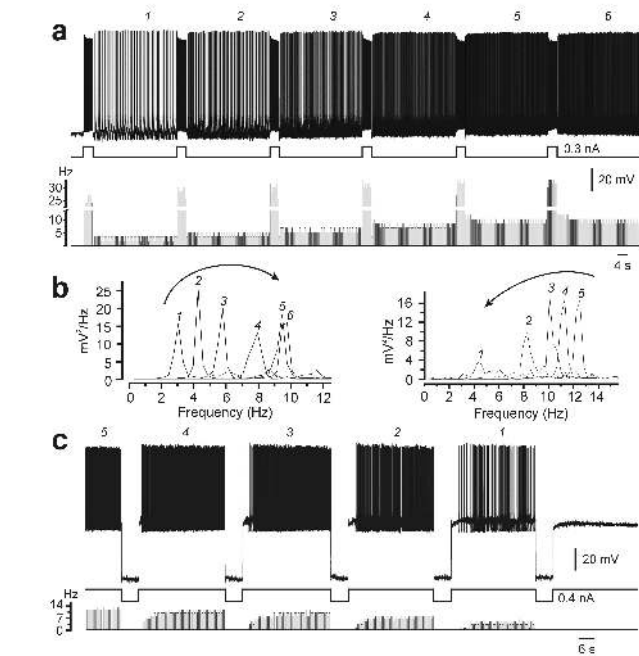 a
1 2 3 4 5 6
0.3 nA
Hz
30
25
10
5
20 mV
4 s
b
25
20
15
10
5
0
mV²/Hz
1 2 3 4 5 6
0 2 4 6 8 10 12
Frequency (Hz)
16
12
8
4
0
mV²/Hz
1 2 3 4 5
0 2 4 6 8 10 12 14
Frequency (Hz)
c
5 4 3 2 1
20 mV
0.4 nA
Hz
14
7
0
6 s